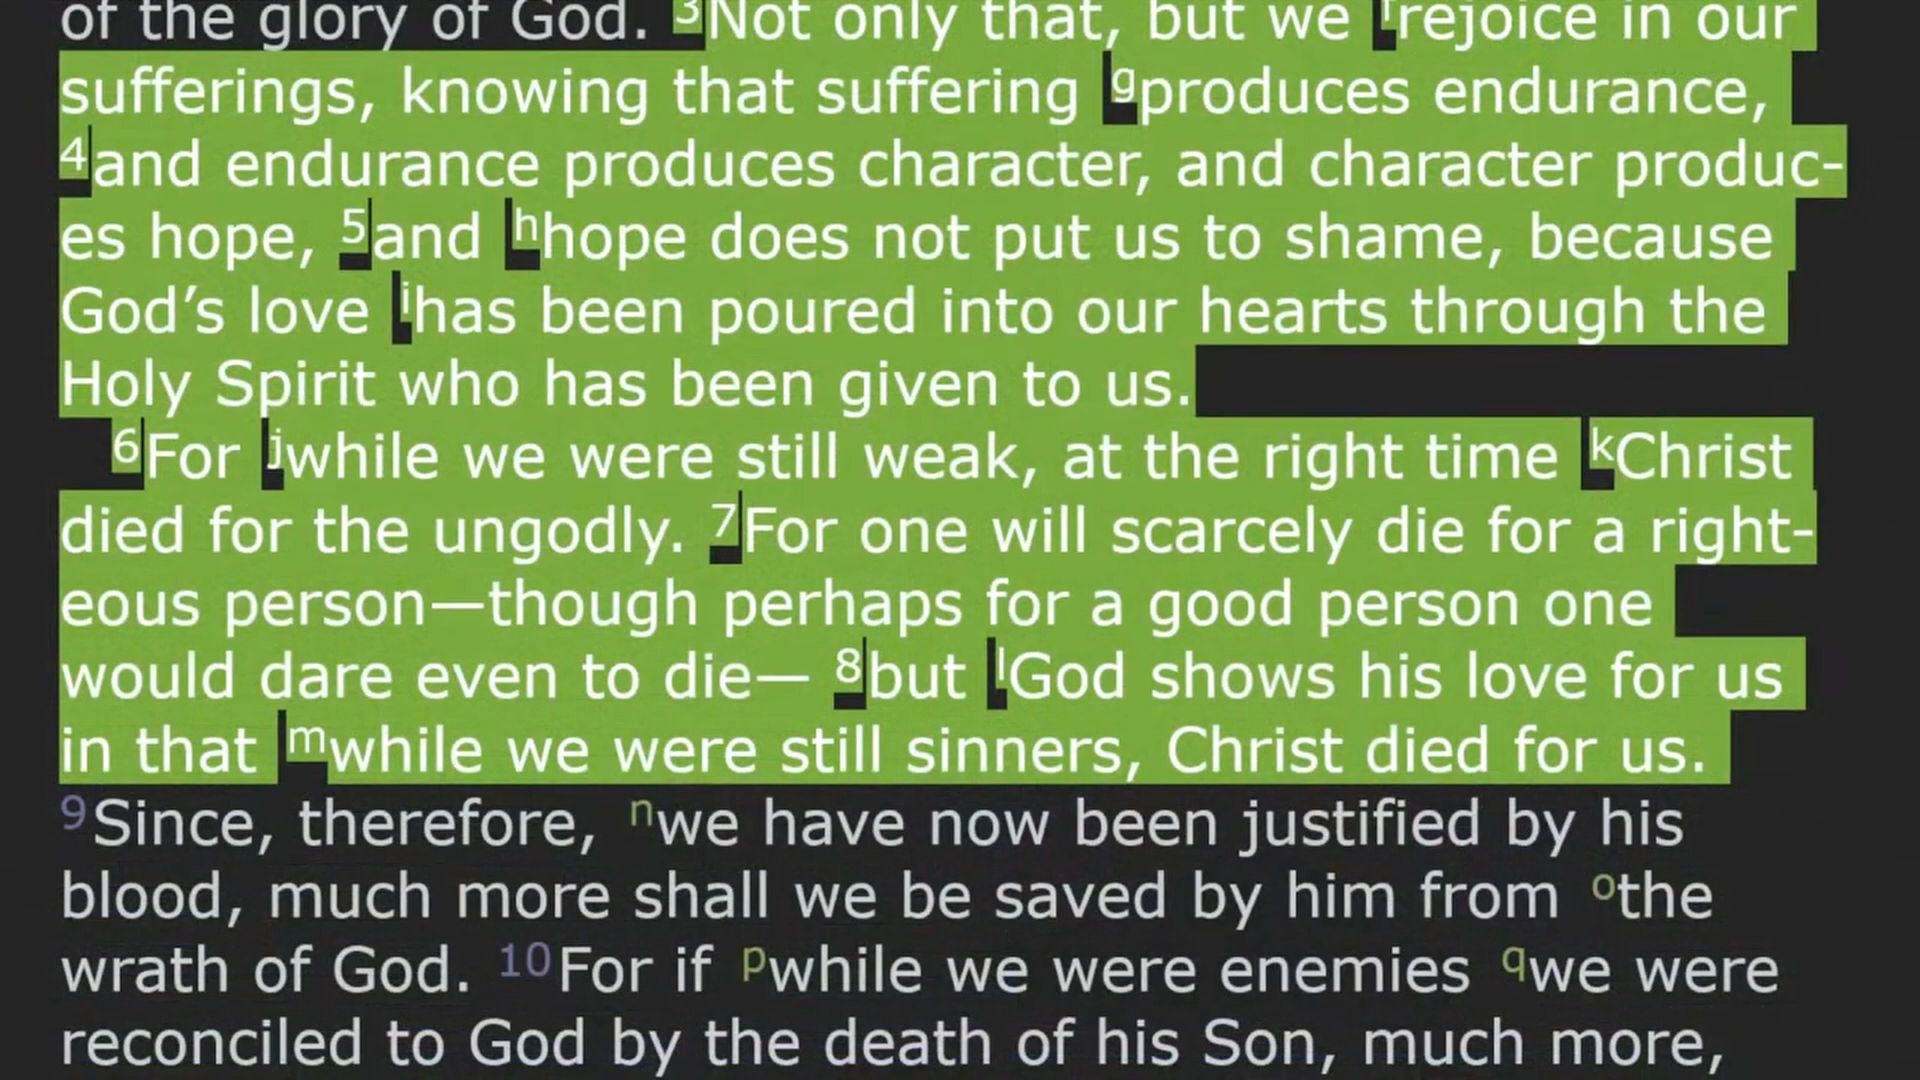 of the glory of God. 3Not only that, but we frejoice in our
sufferings, knowing that suffering gproduces endurance,
4and endurance produces character, and character produc-
es hope, 5and hhope does not put us to shame, because
God’s love ihas been poured into our hearts through the
Holy Spirit who has been given to us.
6For jwhile we were still weak, at the right time kChrist
died for the ungodly. 7For one will scarcely die for a right-
eous person—though perhaps for a good person one
would dare even to die— 8but lGod shows his love for us
in that mwhile we were still sinners, Christ died for us.
9Since, therefore, nwe have now been justified by his
blood, much more shall we be saved by him from othe
wrath of God. 10For if pwhile we were enemies qwe were
reconciled to God by the death of his Son, much more,